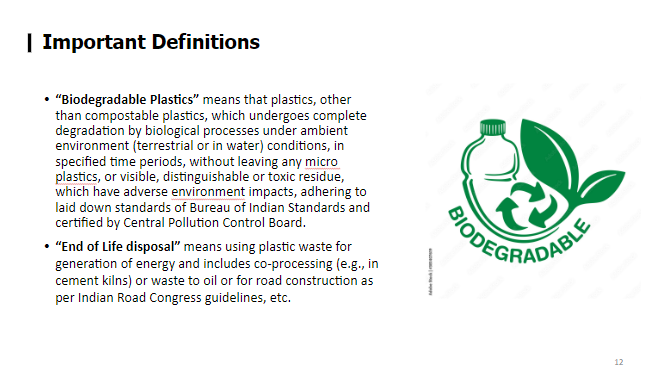 Important Definitions
• “Biodegradable Plastics” means that plastics, other
than compostable plastics, which undergoes complete
degradation by biological processes under ambient
environment (terrestrial or in water) conditions, in
specified time periods, without leaving any micro
plastics, or visible, distinguishable or toxic residue,
which have adverse environment impacts, adhering to
laid down standards of Bureau of Indian Standards and
certified by Central Pollution Control Board.
• “End of Life disposal” means using plastic waste for
generation of energy and includes co-processing (e.g., in
cement kilns) or waste to oil or for road construction as
per Indian Road Congress guidelines, etc.
BIODEGRADABLE
12